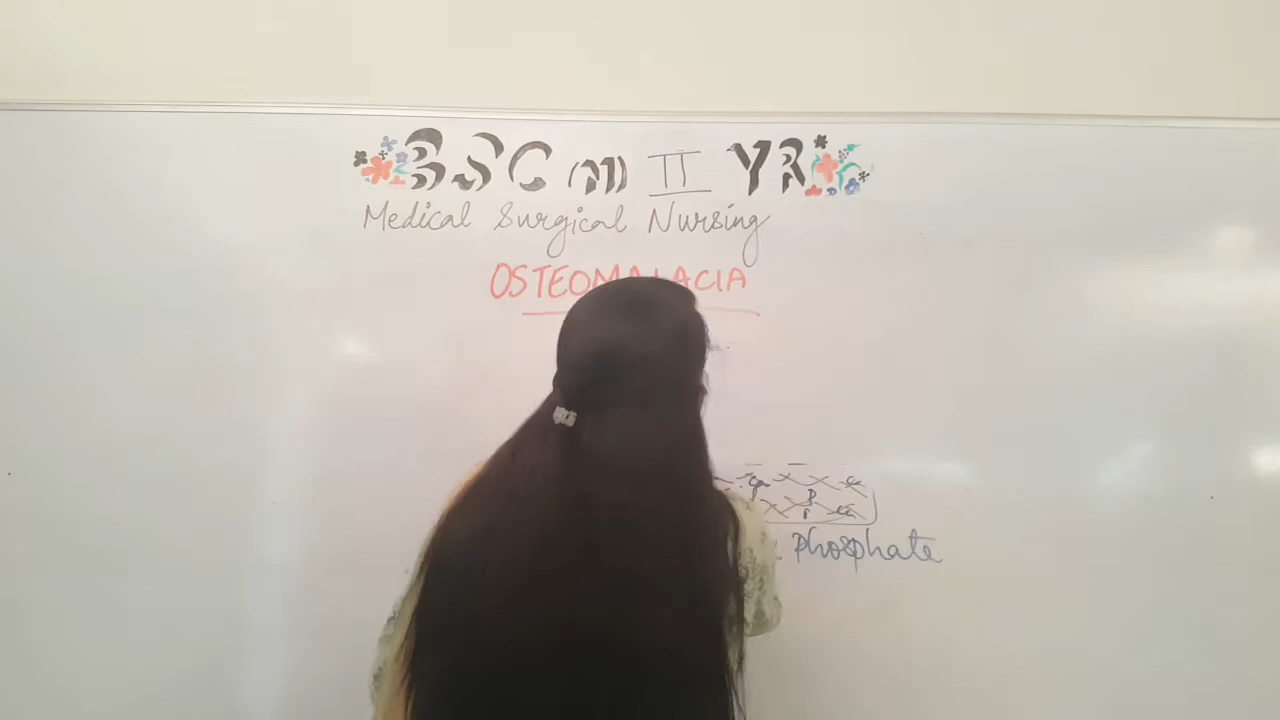 BSC (N) II YR
Medical Surgical Nursing
OSTEOMALACIA
phosphate